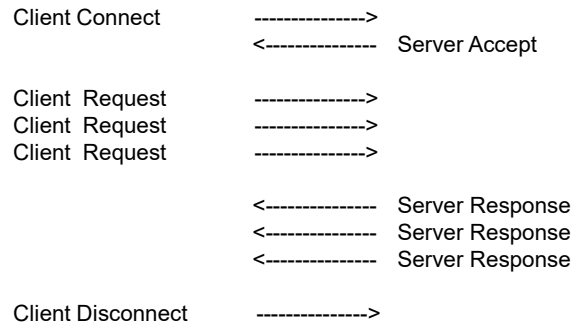 Client Connect --------------->
<--------------- Server Accept
Client  Request --------------->
Client  Request --------------->
Client  Request --------------->
<--------------- Server Response
<--------------- Server Response
<--------------- Server Response
Client Disconnect --------------->